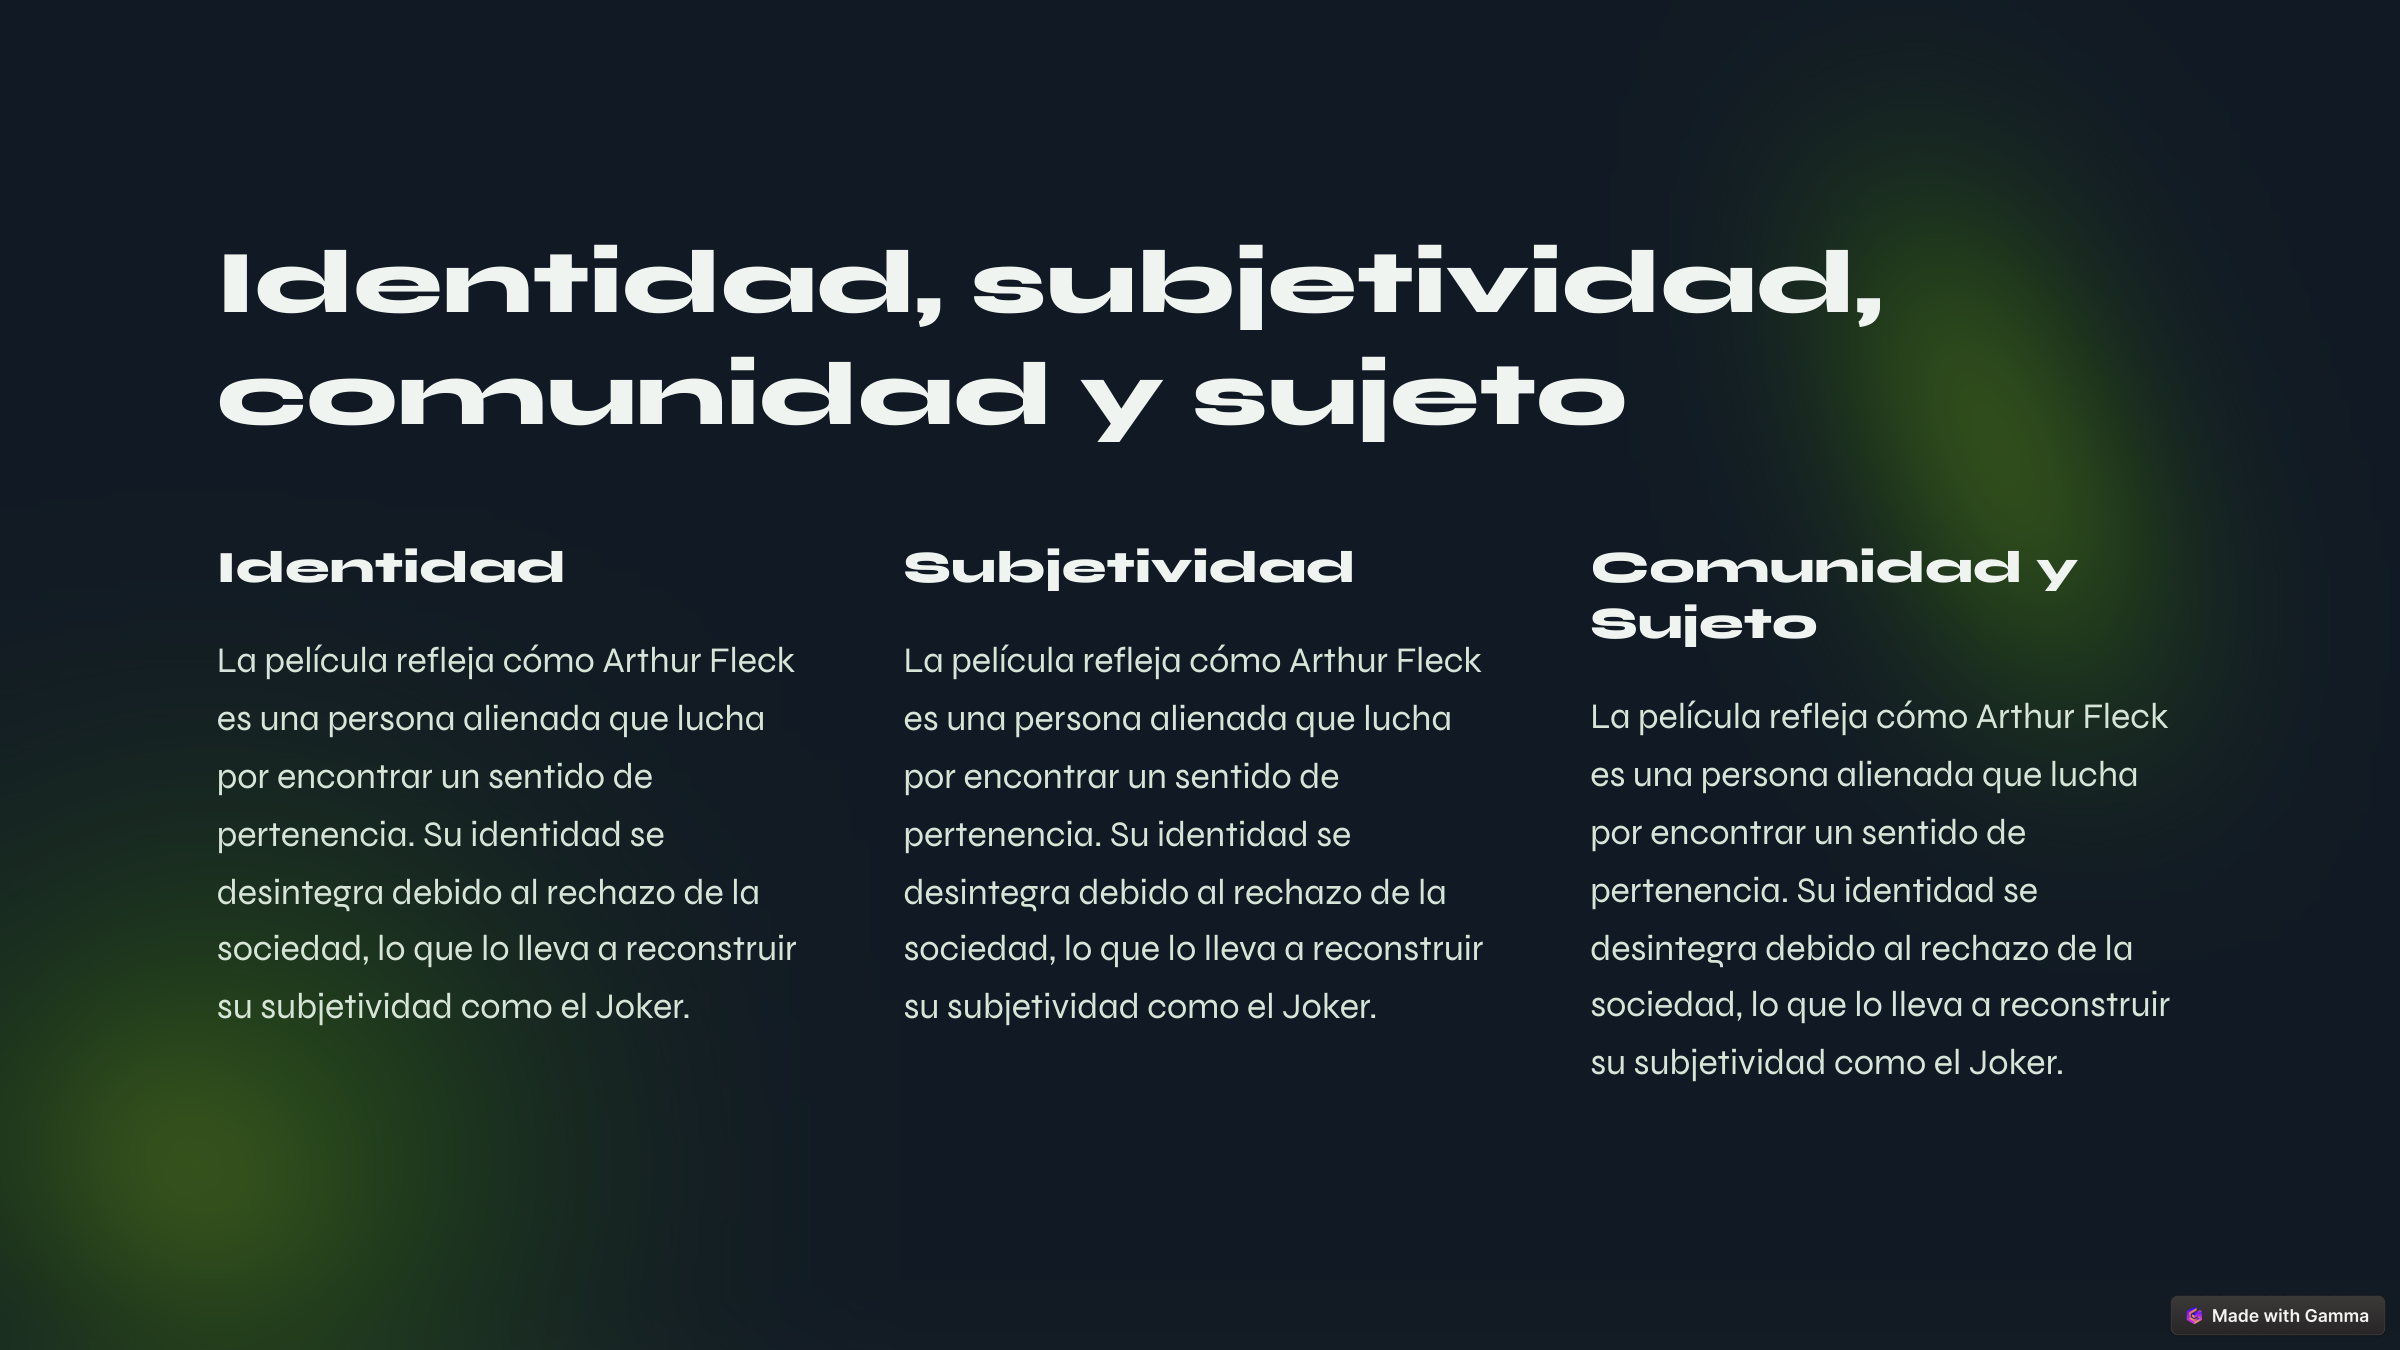 Identidad, subjetividad,
comunidad y sujeto
Identidad
La película refleja cómo Arthur Fleck
es una persona alienada que lucha
por encontrar un sentido de
pertenencia. Su identidad se
desintegra debido al rechazo de la
sociedad, lo que lo lleva a reconstruir
su subjetividad como el Joker.
Subjetividad
La película refleja cómo Arthur Fleck
es una persona alienada que lucha
por encontrar un sentido de
pertenencia. Su identidad se
desintegra debido al rechazo de la
sociedad, lo que lo lleva a reconstruir
su subjetividad como el Joker.
Comunidad y
Sujeto
La película refleja cómo Arthur Fleck
es una persona alienada que lucha
por encontrar un sentido de
pertenencia. Su identidad se
desintegra debido al rechazo de la
sociedad, lo que lo lleva a reconstruir
su subjetividad como el Joker.
Made with Gamma